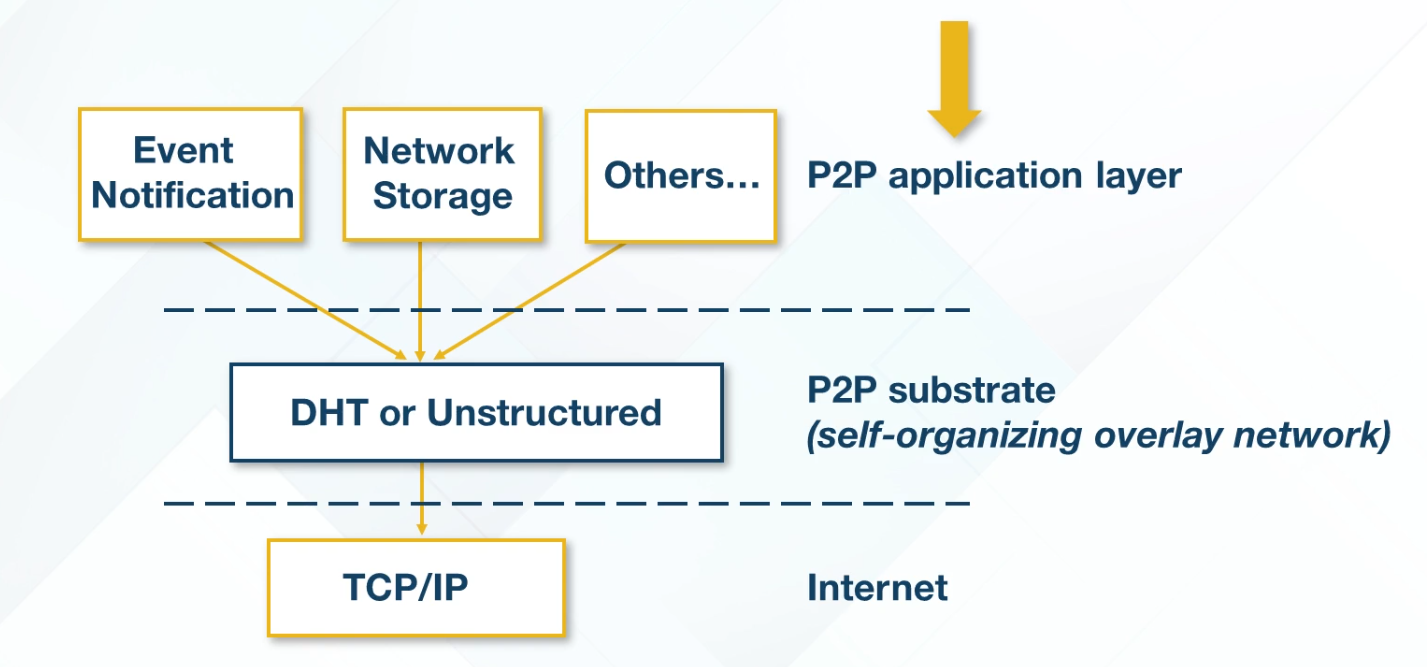 Event
Notification
Network
Storage
Others...
P2P application layer
DHT or Unstructured
P2P substrate
(self-organizing overlay network)
TCP/IP
Internet